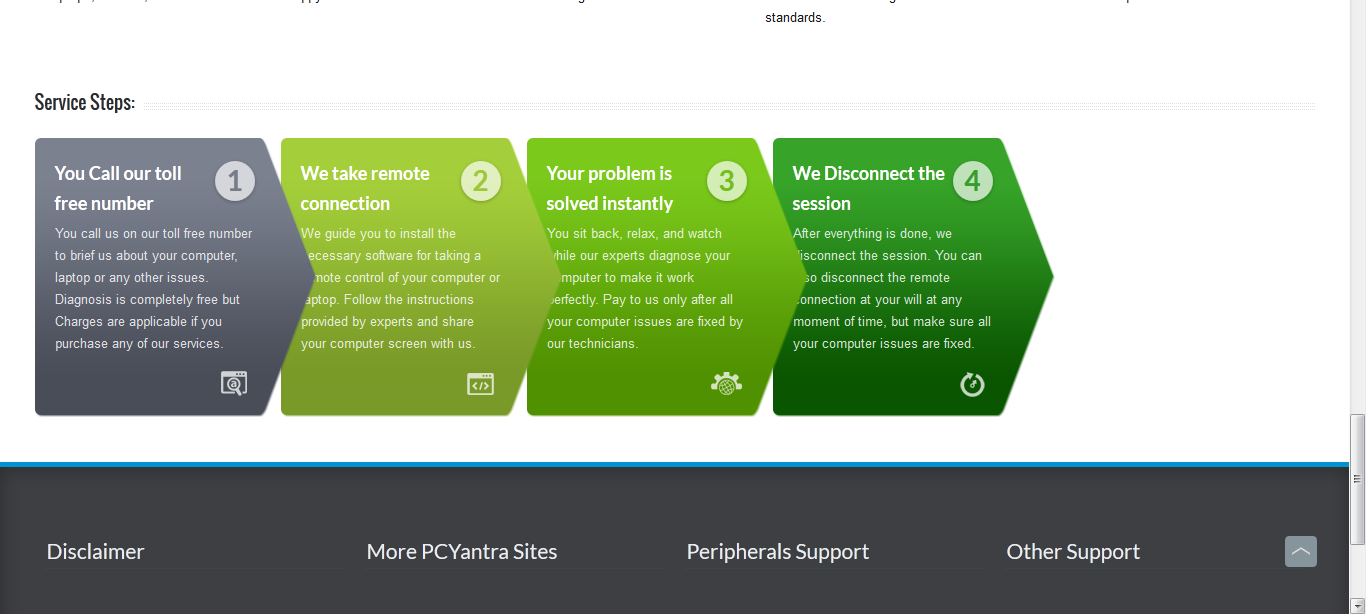 standards.
Service Steps:
You Call our toll
free number
1
You call us on our toll free number
to brief us about your computer,
laptop or any other issues.
Diagnosis is completely free but
Charges are applicable if you
purchase any of our services.
We take remote
connection
2
We guide you to install the
necessary software for taking a
remote control of your computer or
laptop. Follow the instructions
provided by experts and share
your computer screen with us.
Your problem is
solved instantly
3
You sit back, relax, and watch
while our experts diagnose your
computer to make it work
perfectly. Pay to us only after all
your computer issues are fixed by
our technicians.
We Disconnect the
session
4
After everything is done, we
disconnect the session. You can
also disconnect the remote
connection at your will at any
moment of time, but make sure all
your computer issues are fixed.
Disclaimer
More PCYantra Sites
Peripherals Support
Other Support